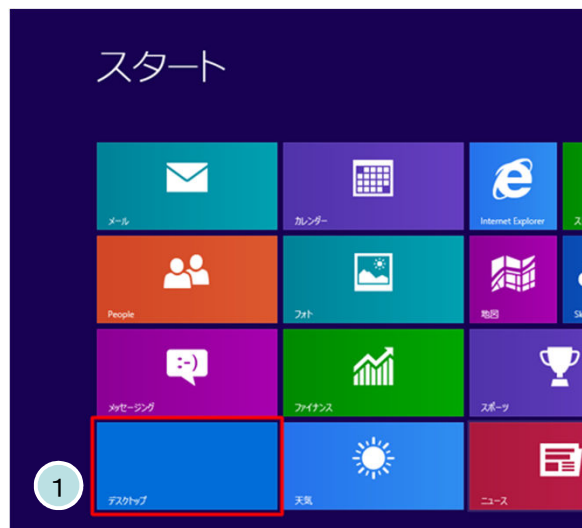 スタート
メール
カレンダー
Internet Explorer
ス
People
フォト
地図
Sk
メッセージング
ファイナンス
スポーツ
1
デスクトップ
天気
ニュース